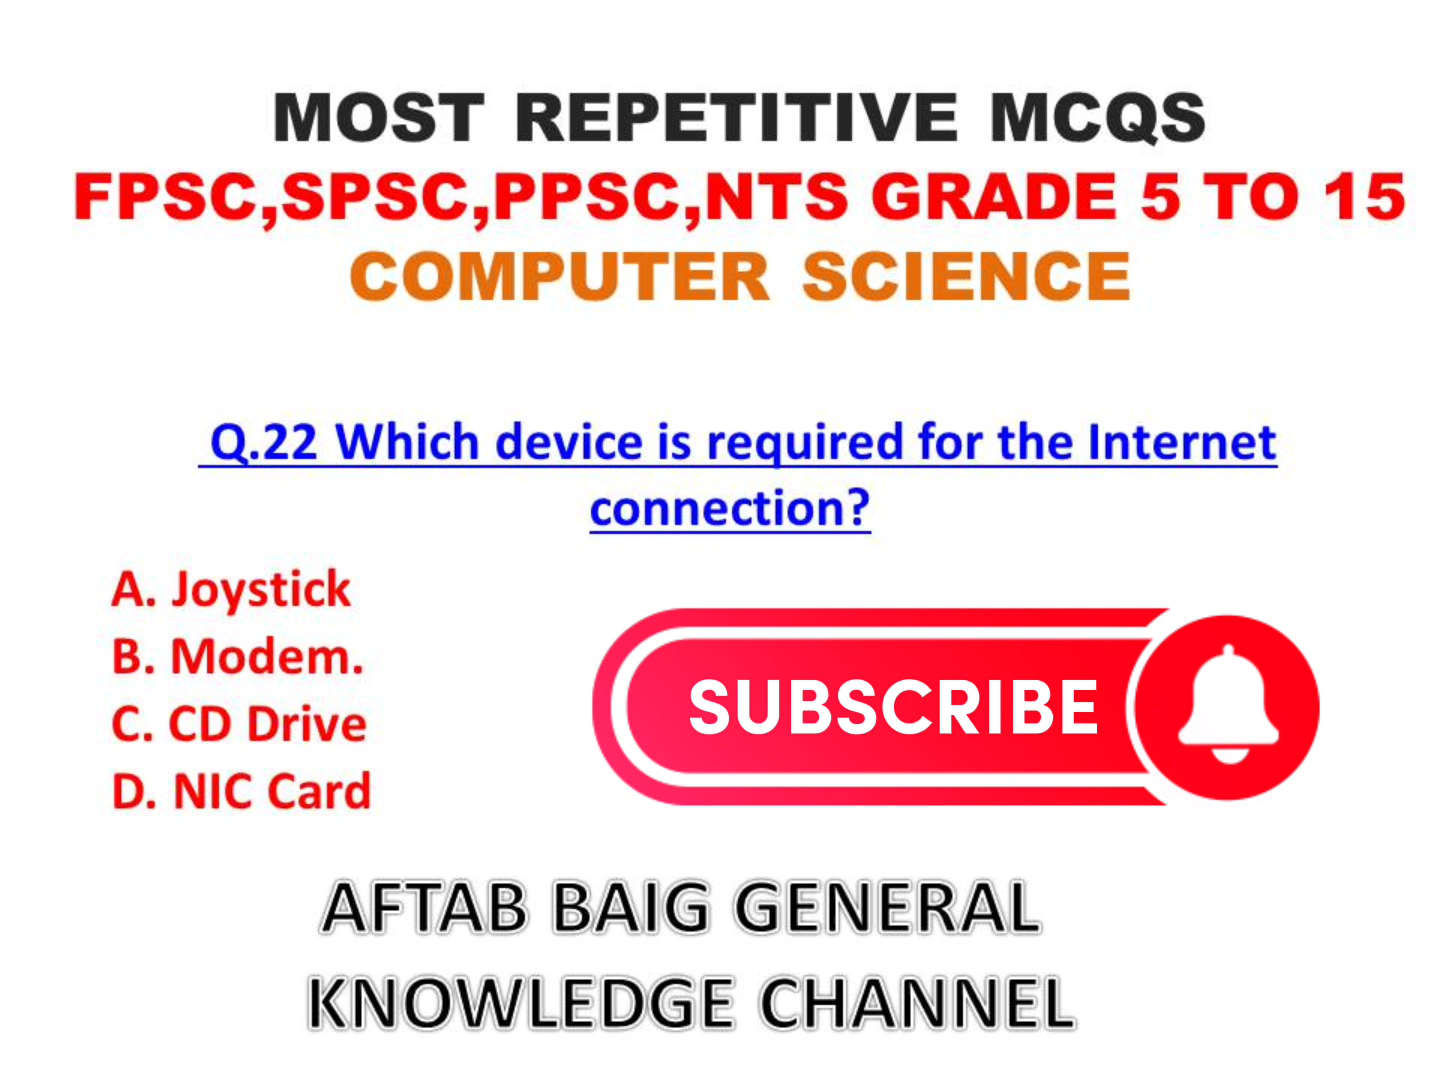 MOST REPETITIVE MCQS
FPSC,SPSC,PPSC,NTS GRADE 5 TO 15
COMPUTER SCIENCE
Q.22 Which device is required for the Internet
connection?
A. Joystick
B. Modem.
C. CD Drive
D. NIC Card
SUBSCRIBE
AFTAB BAIG GENERAL
KNOWLEDGE CHANNEL